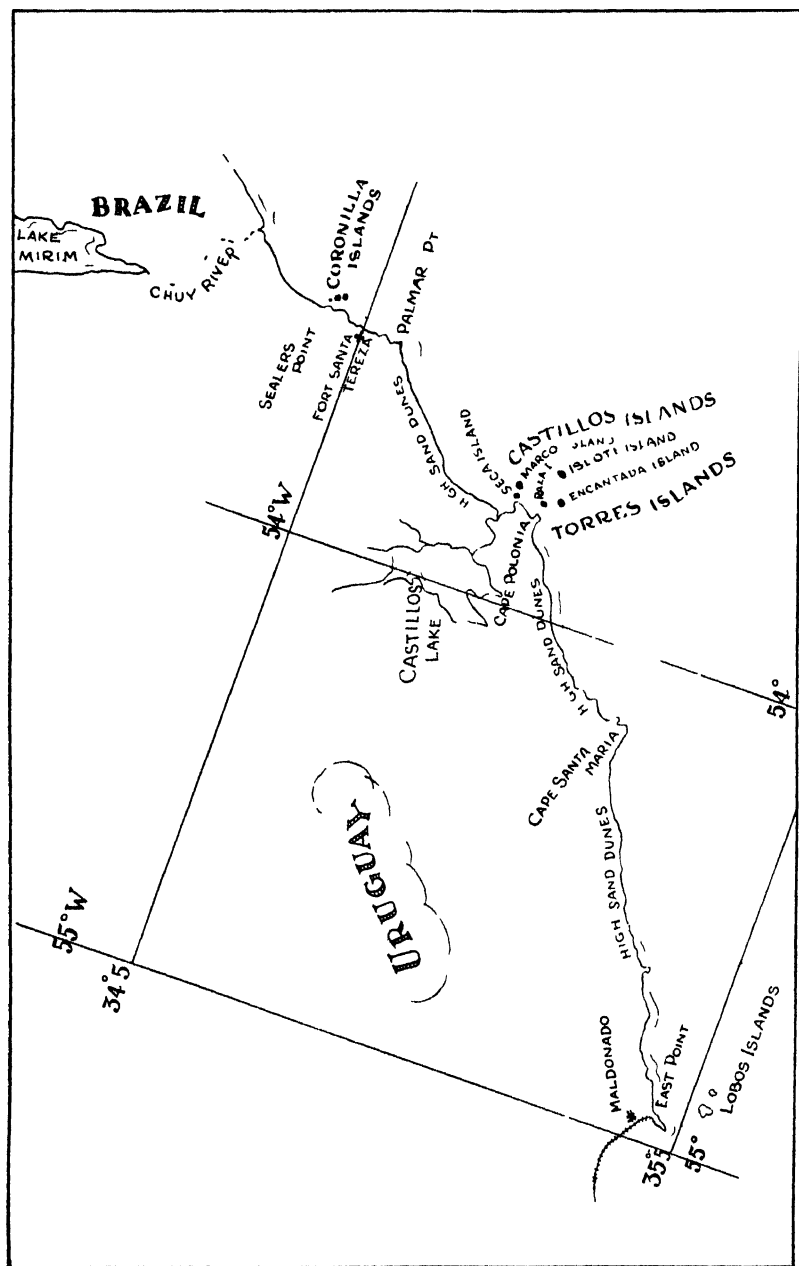 BRAZIL
LAKE
MIRIM
CHUY RIVER
CORONILLA
ISLANDS
SEALERS
POINT
FORT SANTA
TEREZA
PALMAR PT
HIGH SAND DUNES
SECA ISLAND
CASTILLOS ISLANDS
MARCO
ISLOTI ISLAND
ENCANTADA ISLAND
TORRES ISLANDS
CAPE POLONIA
54°W
CASTILLOS
LAKE
HIGH SAND DUNES
54°
CAPE SANTA
MARIA
URUGUAY
HIGH SAND DUNES
55°W
34°5
MALDONADO
EAST POINT
LOBOS ISLANDS
35°5
55°